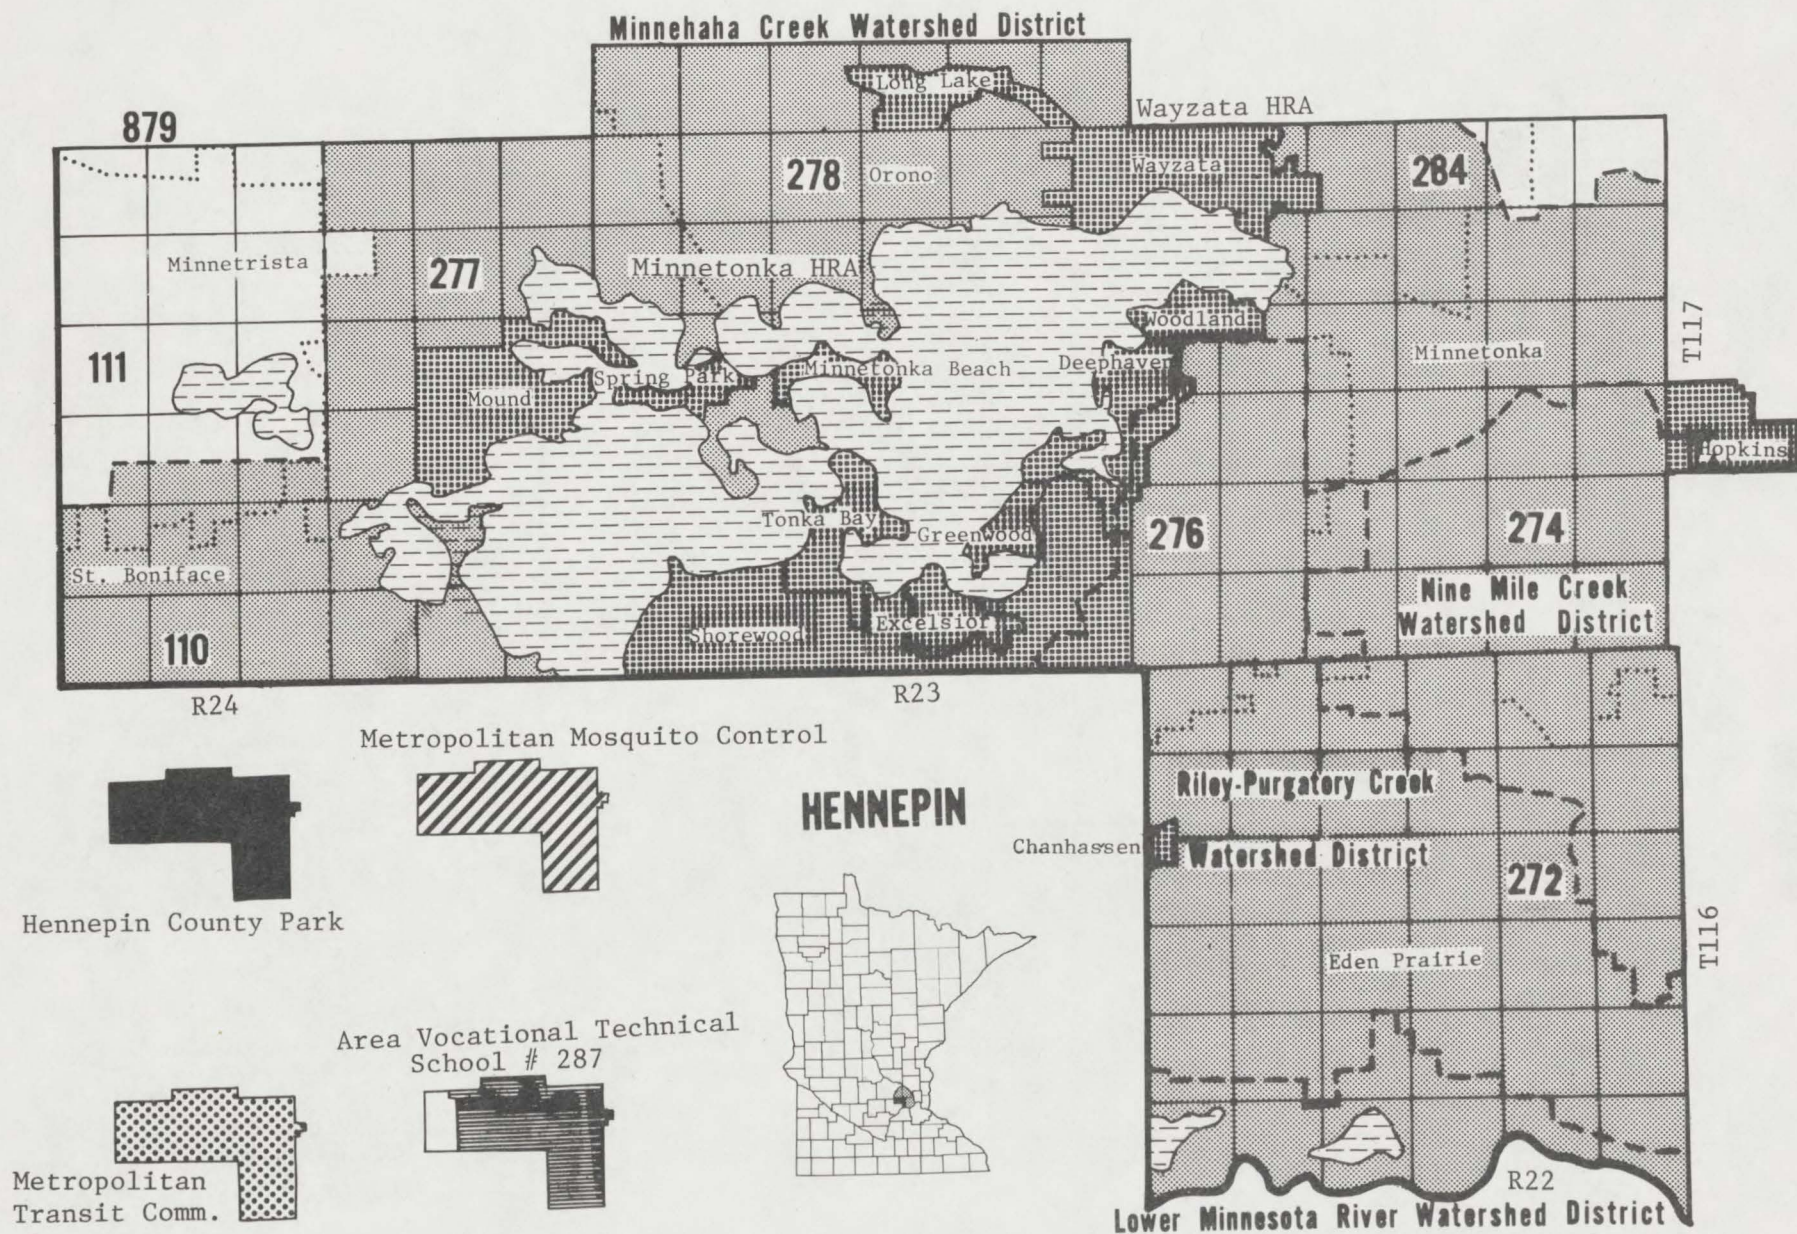 Minnehaha Creek Watershed District
Long Lake
Wayzata HRA
879
278
Orono
Wayzata
284
Minnetrista
277
Minnetonka HRA
Woodland
T117
111
Spring Park
Minnetonka Beach
Deephaven
Minnetonka
Mound
Hopkins
Tonka Bay
Greenwood
276
274
St. Boniface
Nine Mile Creek
Watershed District
110
Shorewood
Excelsior
R24
R23
Metropolitan Mosquito Control
Riley-Purgatory Creek
HENNEPIN
Chanhassen
Watershed District
272
Hennepin County Park
T116
Eden Prairie
Area Vocational Technical
School # 287
Metropolitan
Transit Comm.
R22
Lower Minnesota River Watershed District